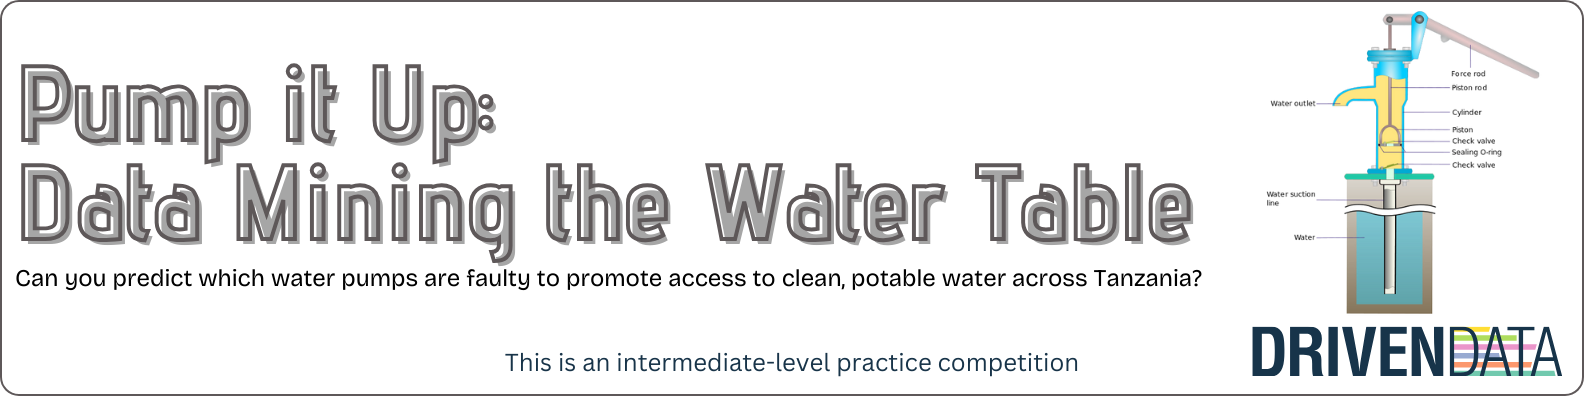 Pump it Up:
Data Mining the Water Table
Can you predict which water pumps are faulty to promote access to clean, potable water across Tanzania?
This is an intermediate-level practice competition
Force rod
Piston rod
Water outlet
Cylinder
Piston
Check valve
Sealing O-ring
Check valve
Water suction
line
Water
DRIVENDATA